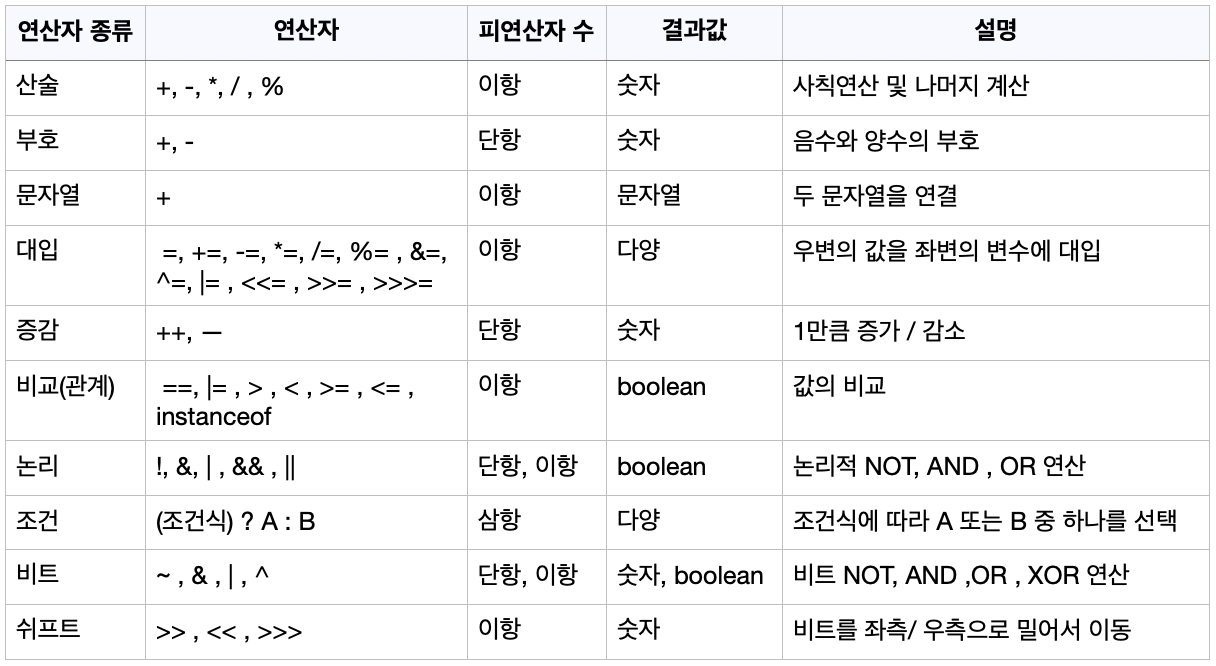 연산자 종류 연산자 피연산자 수 결과값 설명
산술 +, -, *, / , % 이항 숫자 사칙연산 및 나머지 계산
부호 +, - 단항 숫자 음수와 양수의 부호
문자열 + 이항 문자열 두 문자열을 연결
대입 =, +=, -=, *=, /=, %= , &=, 이항 다양 우변의 값을 좌변의 변수에 대입
^=, |= , <<= , >>= , >>>=
증감 ++, — 단항 숫자 1만큼 증가 / 감소
비교(관계) ==, |= , > , < , >= , <= , 이항 boolean 값의 비교
instanceof
논리 !, &, | , && , || 단항, 이항 boolean 논리적 NOT, AND , OR 연산
조건 (조건식) ? A : B 삼항 다양 조건식에 따라 A 또는 B 중 하나를 선택
비트 ~ , & , | , ^ 단항, 이항 숫자, boolean 비트 NOT, AND ,OR , XOR 연산
쉬프트 >> , << , >>> 이항 숫자 비트를 좌측/ 우측으로 밀어서 이동